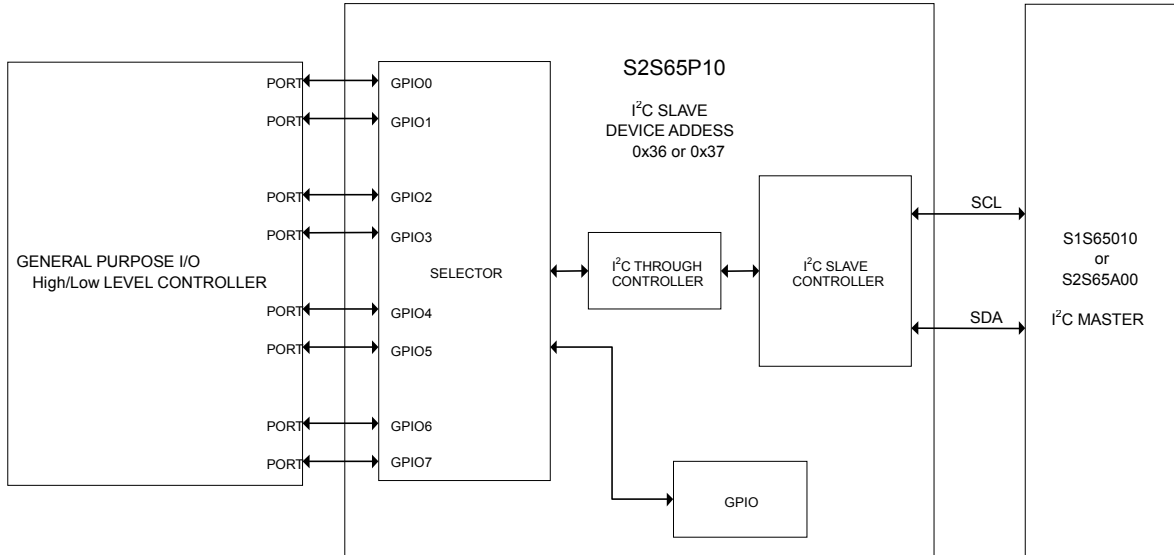 GENERAL PURPOSE I/O
High/Low LEVEL CONTROLLER
PORT
PORT
PORT
PORT
PORT
PORT
PORT
PORT
GPIO0
GPIO1
GPIO2
GPIO3
GPIO4
GPIO5
GPIO6
GPIO7
SELECTOR
S2S65P10
I²C SLAVE
DEVICE ADDESS
0x36 or 0x37
I²C THROUGH
CONTROLLER
I²C SLAVE
CONTROLLER
GPIO
SCL
SDA
S1S65010
or
S2S65A00
I²C MASTER